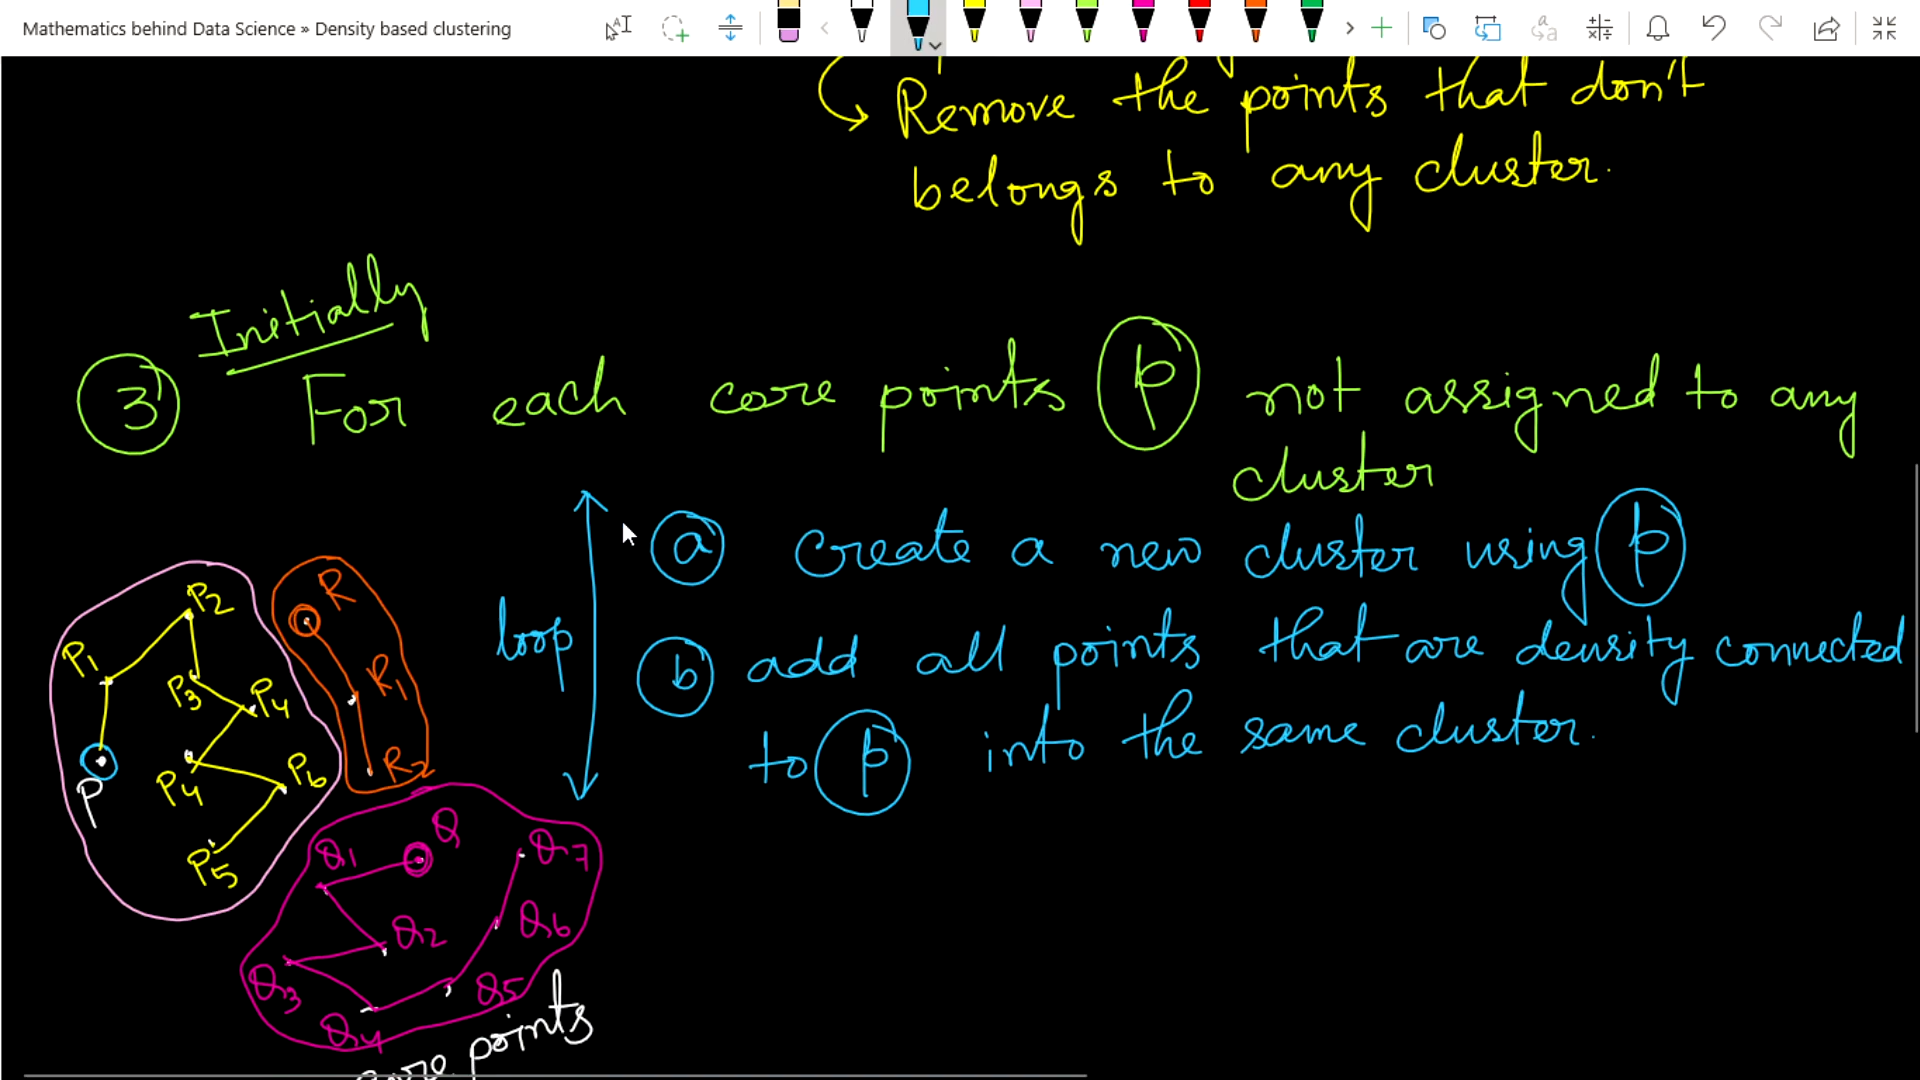 Mathematics behind Data Science » Density based clustering
Remove the points that don't
belongs to any cluster.
Initially
3 For each core points p not assigned to any
cluster
loop
a Create a new cluster using p
b add all points that are density connected
to p into the same cluster.
P2
R
P1
P3
P4
R1
P4
P6
R2
P
P5
Q1
Q
Q7
Q2
Q6
Q3
Q5
Q4
core points